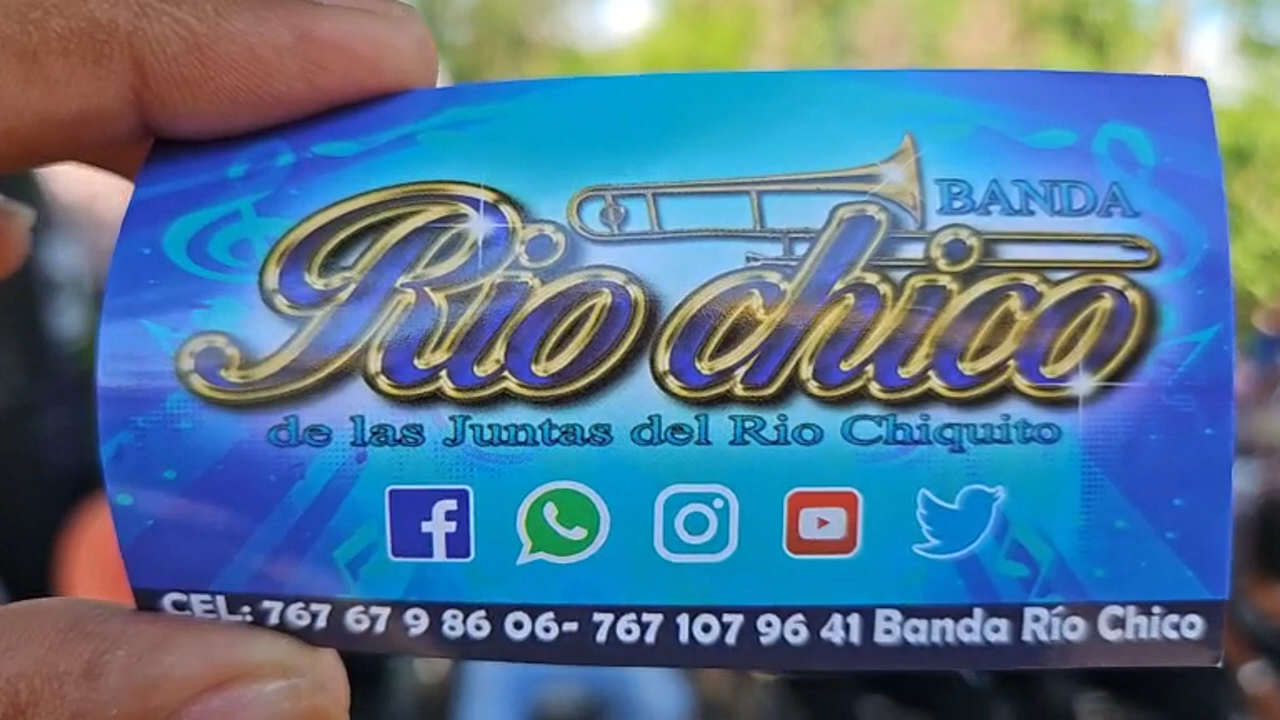 BANDA
Rio chico
de las Juntas del Rio Chiquito
CEL: 767 67 9 86 06- 767 107 96 41 Banda Río Chico